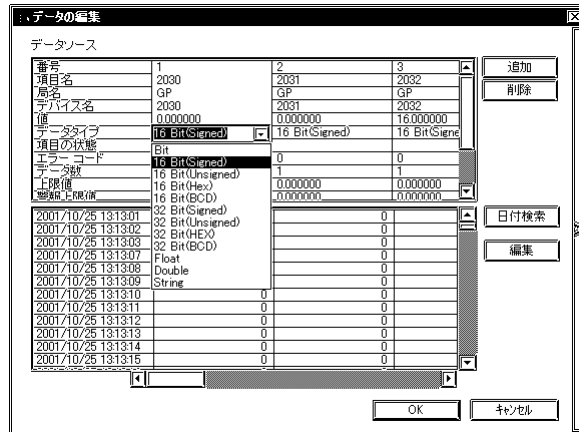 データの編集
データソース
番号 1 2 3
項目名 2030 2031 2032
局名 GP GP GP
デバイス名 2030 2031 2032
値 0.000000 0.000000 16.000000
データタイプ 16 Bit(Signed) 16 Bit(Signed) 16 Bit(Signe
項目の状態
エラー コード 0 0
データ数 1 1
上限値 0.000000 0.000000
警報上限値 0.000000 0.000000
Bit
16 Bit(Signed)
16 Bit(Unsigned)
16 Bit(Hex)
16 Bit(BCD)
32 Bit(Signed)
32 Bit(Unsigned)
32 Bit(HEX)
32 Bit(BCD)
Float
Double
String
追加
削除
2001/10/25 13:13:01 0
2001/10/25 13:13:02 0
2001/10/25 13:13:03 0
2001/10/25 13:13:07 0
2001/10/25 13:13:08 0
2001/10/25 13:13:09 0
2001/10/25 13:13:10 0 0
2001/10/25 13:13:11 0 0
2001/10/25 13:13:12 0 0
2001/10/25 13:13:13 0 0
2001/10/25 13:13:14 0 0
2001/10/25 13:13:15 0 0
日付検索
編集
OK
キャンセル